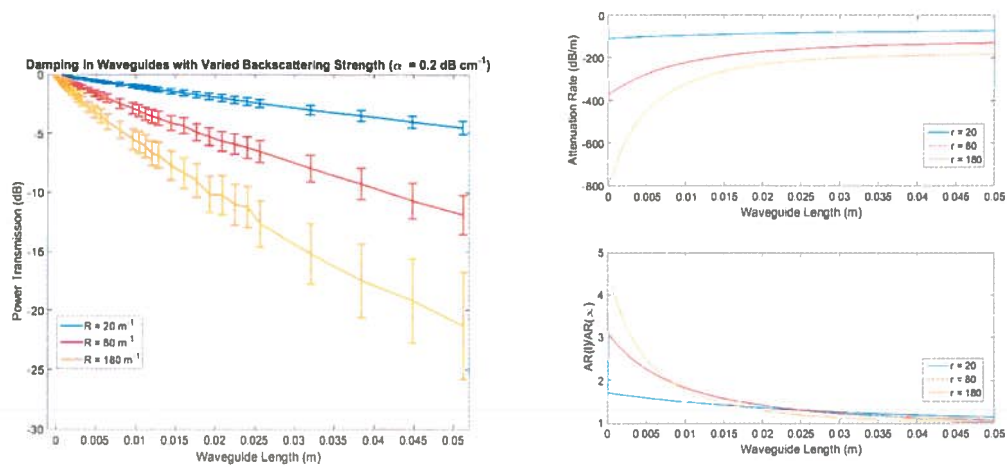 Damping in Waveguides with Varied Backscattering Strength (α = 0.2 dB cm⁻¹)
Power Transmission (dB)
0
-5
-10
-15
-20
-25
-30
R = 20 m⁻¹
R = 80 m⁻¹
R = 180 m⁻¹
0 0.005 0.01 0.015 0.02 0.025 0.03 0.035 0.04 0.045 0.05
Waveguide Length (m)
Attenuation Rate (dB/m)
0
-200
-400
-600
-800
r = 20
r = 80
r = 180
0 0.005 0.01 0.015 0.02 0.025 0.03 0.035 0.04 0.045 0.05
Waveguide Length (m)
AR(l)/AR(∞)
5
4
3
2
1
r = 20
r = 80
r = 180
0 0.005 0.01 0.015 0.02 0.025 0.03 0.035 0.04 0.045 0.05
Waveguide Length (m)